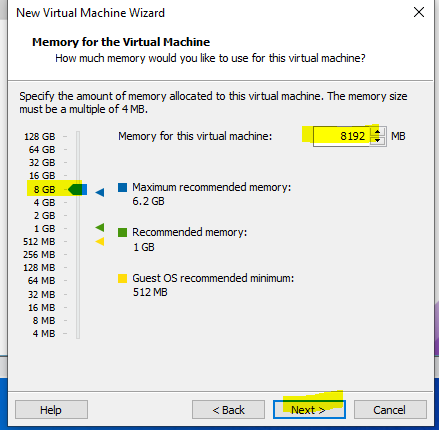 New Virtual Machine Wizard
Memory for the Virtual Machine
How much memory would you like to use for this virtual machine?
Specify the amount of memory allocated to this virtual machine. The memory size
must be a multiple of 4 MB.
Memory for this virtual machine: 8192 MB
128 GB
64 GB
32 GB
16 GB
8 GB
4 GB
2 GB
1 GB
512 MB
256 MB
128 MB
64 MB
32 MB
16 MB
8 MB
4 MB
Maximum recommended memory:
6.2 GB
Recommended memory:
1 GB
Guest OS recommended minimum:
512 MB
Help
< Back
Next >
Cancel